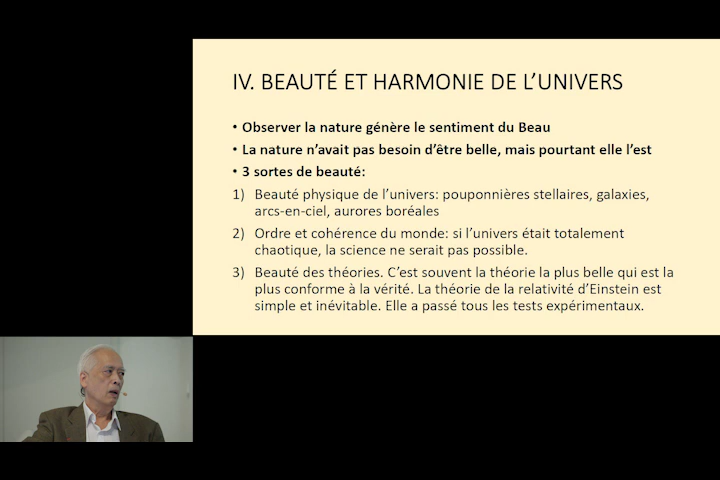 IV. BEAUTÉ ET HARMONIE DE L’UNIVERS
• Observer la nature génère le sentiment du Beau
• La nature n’avait pas besoin d’être belle, mais pourtant elle l’est
• 3 sortes de beauté:
1) Beauté physique de l’univers: pouponnières stellaires, galaxies,
arcs-en-ciel, aurores boréales
2) Ordre et cohérence du monde: si l’univers était totalement
chaotique, la science ne serait pas possible.
3) Beauté des théories. C’est souvent la théorie la plus belle qui est la
plus conforme à la vérité. La théorie de la relativité d’Einstein est
simple et inévitable. Elle a passé tous les tests expérimentaux.